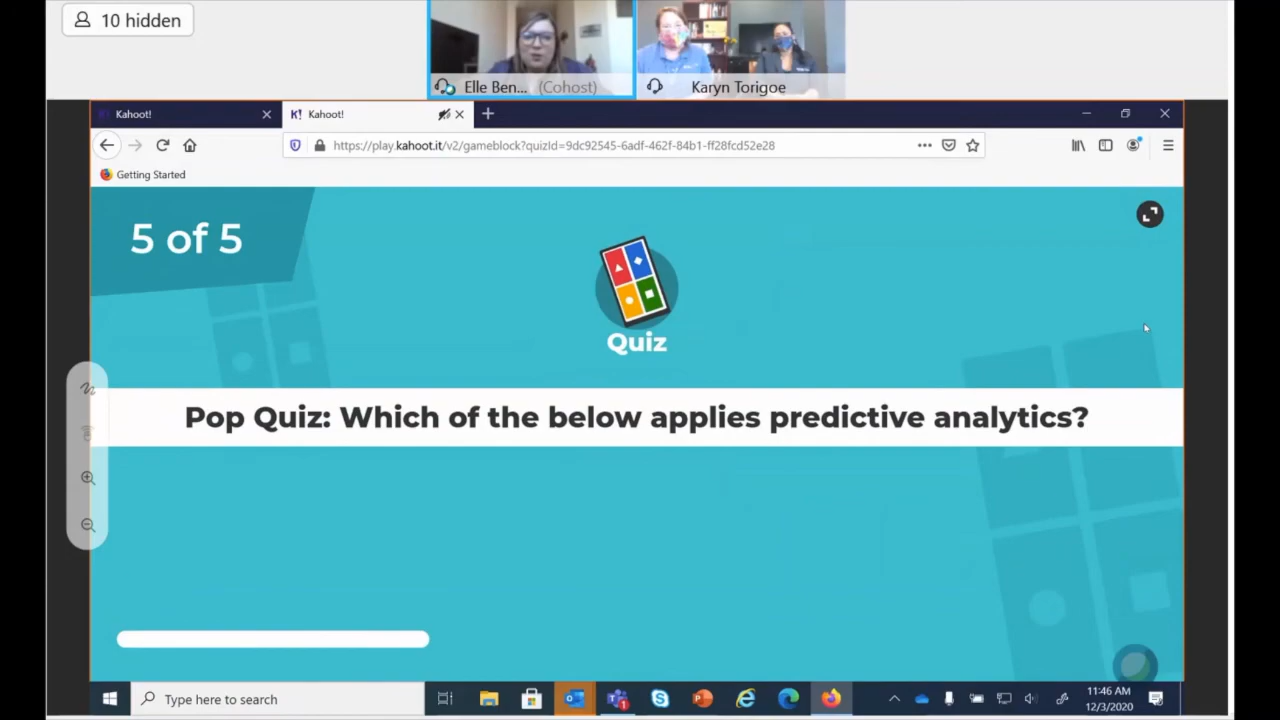 10 hidden
Elle Ben... (Cohost)
Karyn Torigoe
Kahoot!
K! Kahoot!
https://play.kahoot.it/v2/gameblock?quizId=9dc92545-6adf-462f-84b1-ff28fcd52e28
Getting Started
5 of 5
Quiz
Pop Quiz: Which of the below applies predictive analytics?
Type here to search
11:46 AM
12/3/2020